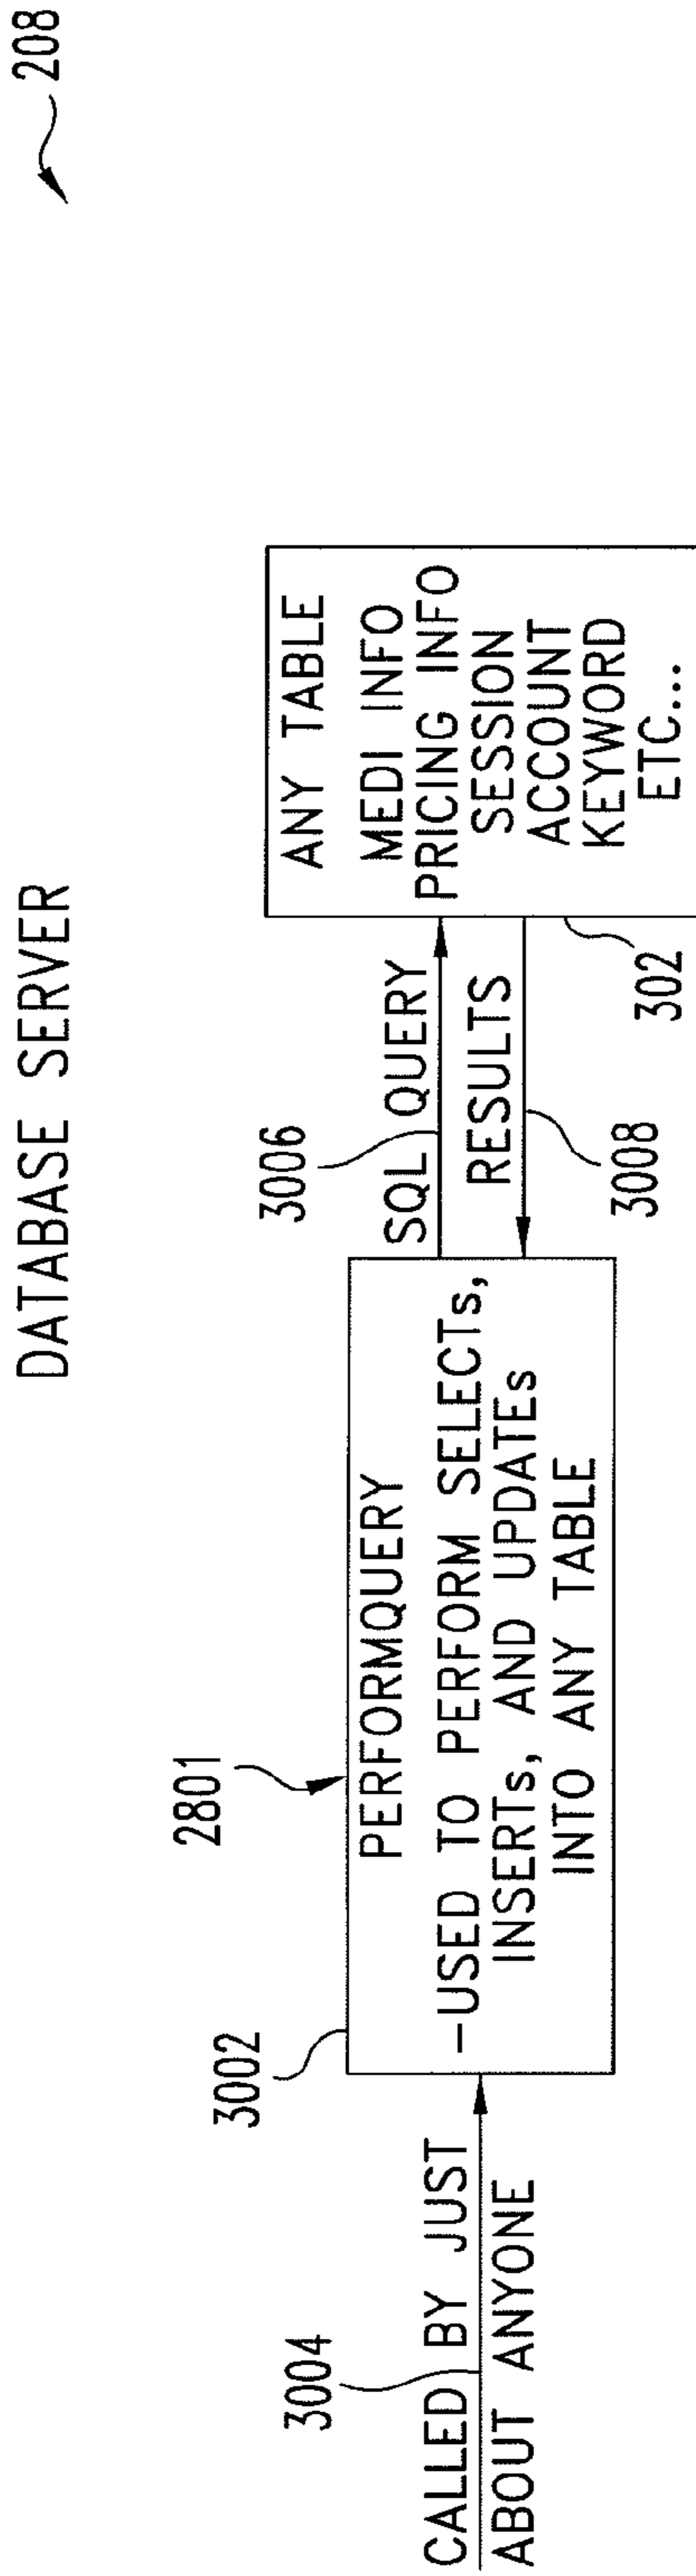 DATABASE SERVER
208
CALLED BY JUST
ABOUT ANYONE
3004
3002
2801
PERFORMQUERY
-USED TO PERFORM SELECTs,
INSERTs, AND UPDATEs
INTO ANY TABLE
3006
SQL QUERY
RESULTS
3008
ANY TABLE
MEDI INFO
PRICING INFO
SESSION
ACCOUNT
KEYWORD
ETC...
302